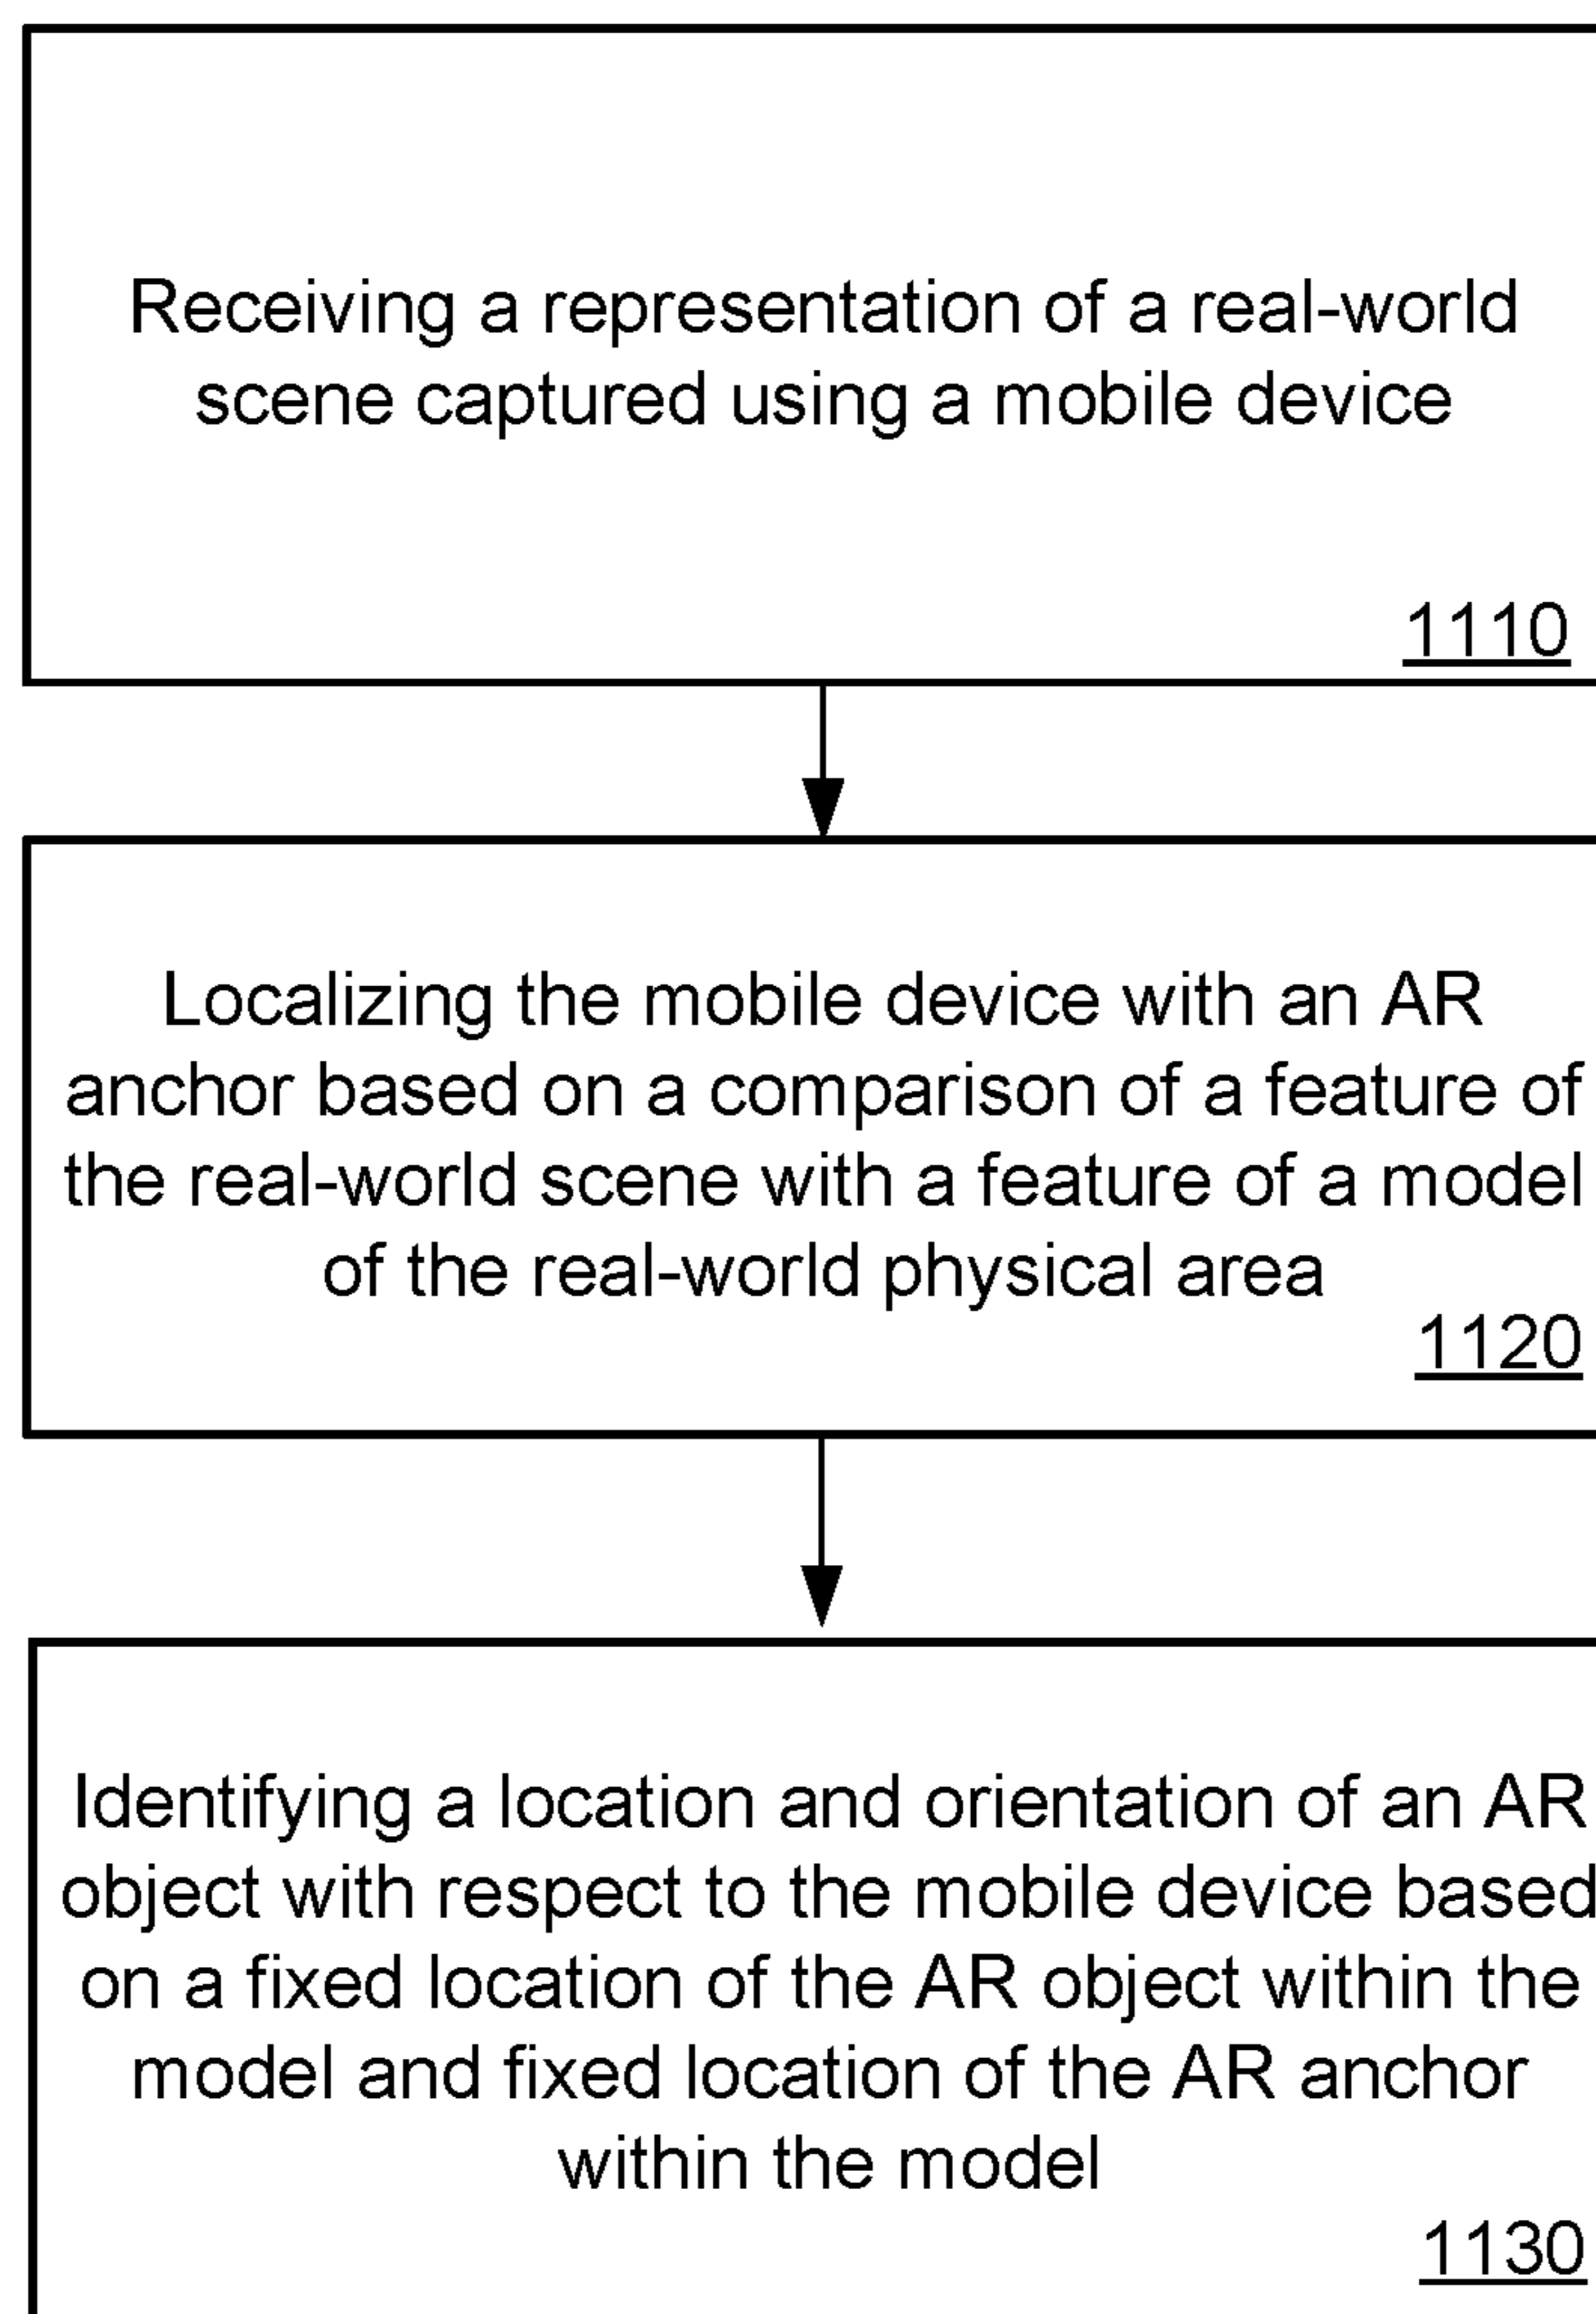 Receiving a representation of a real-world
scene captured using a mobile device
1110
Localizing the mobile device with an AR
anchor based on a comparison of a feature of
the real-world scene with a feature of a model
of the real-world physical area
1120
Identifying a location and orientation of an AR
object with respect to the mobile device based
on a fixed location of the AR object within the
model and fixed location of the AR anchor
within the model
1130